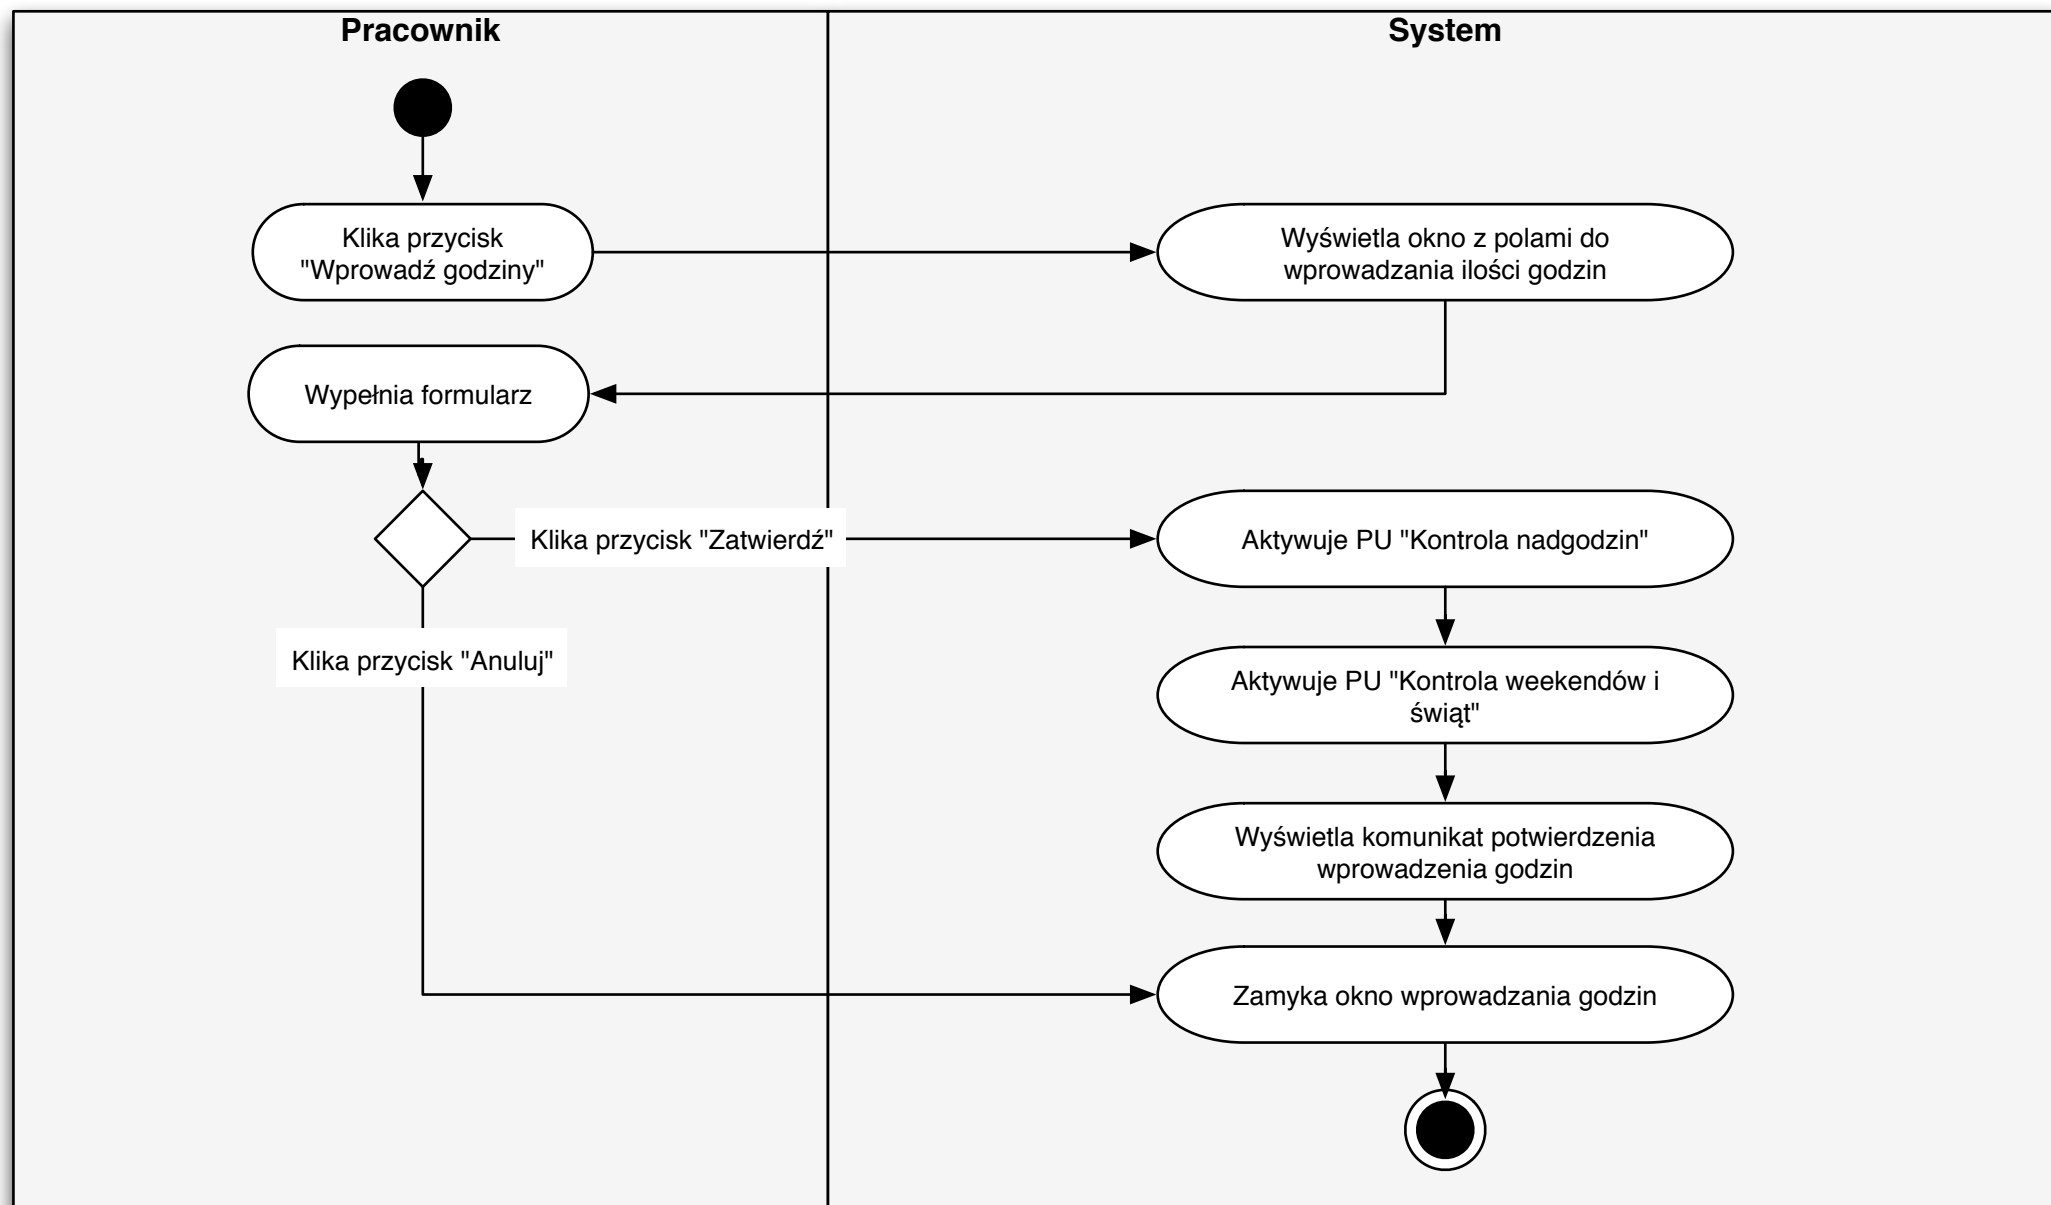 Pracownik
System
Klika przycisk
"Wprowadź godziny"
Wyświetla okno z polami do
wprowadzania ilości godzin
Wypełnia formularz
Klika przycisk "Zatwierdź"
Aktywuje PU "Kontrola nadgodzin"
Klika przycisk "Anuluj"
Aktywuje PU "Kontrola weekendów i
świąt"
Wyświetla komunikat potwierdzenia
wprowadzenia godzin
Zamyka okno wprowadzania godzin